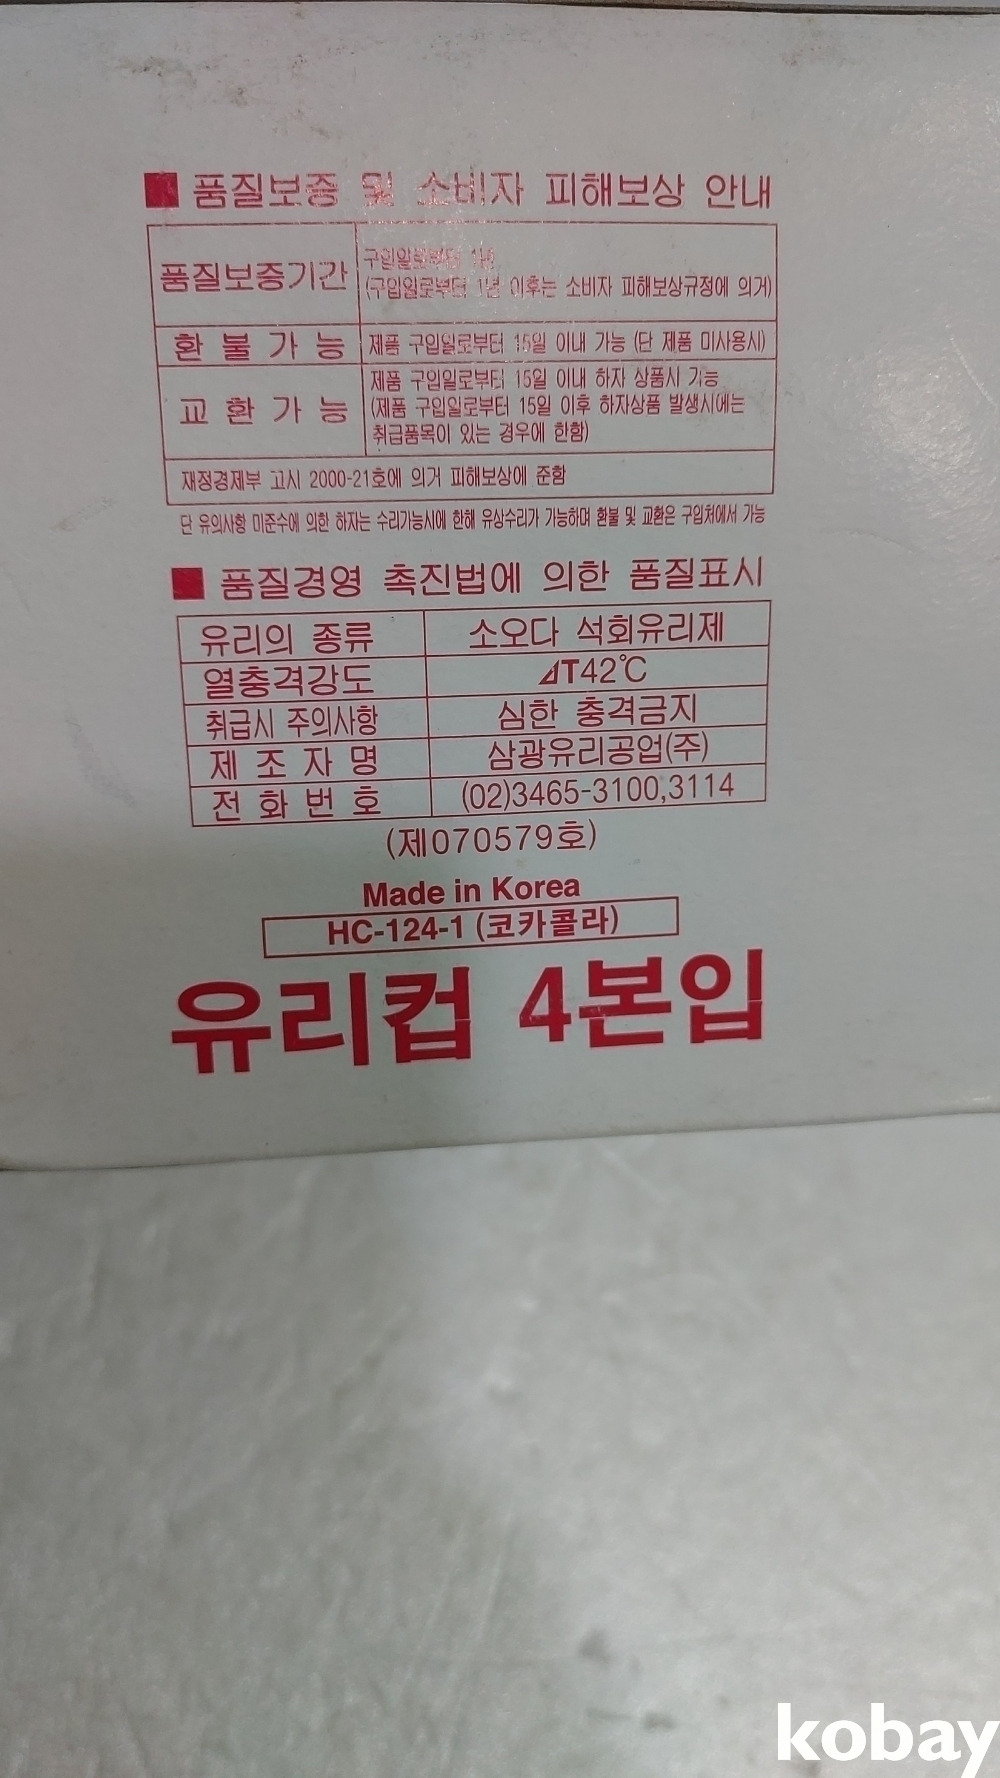 ■ 품질보증 및 소비자 피해보상 안내
품질보증기간
구입일로부터 1년
(구입일로부터 1년 이후는 소비자 피해보상규정에 의거)
환 불 가 능
제품 구입일로부터 15일 이내 가능 (단 제품 미사용시)
교 환 가 능
제품 구입일로부터 15일 이내 하자 상품시 가능
(제품 구입일로부터 15일 이후 하자상품 발생시에는
취급품목이 있는 경우에 한함)
재정경제부 고시 2000-21호에 의거 피해보상에 준함
단 유의사항 미준수에 의한 하자는 수리가능시에 한해 유상수리가 가능하며 환불 및 교환은 구입처에서 가능
■ 품질경영 촉진법에 의한 품질표시
유리의 종류 소오다 석회유리제
열충격강도 ⊿T42℃
취급시 주의사항 심한 충격금지
제 조 자 명 삼광유리공업(주)
전 화 번 호 (02)3465-3100,3114
(제070579호)
Made in Korea
HC-124-1 (코카콜라)
유리컵 4본입
kobay